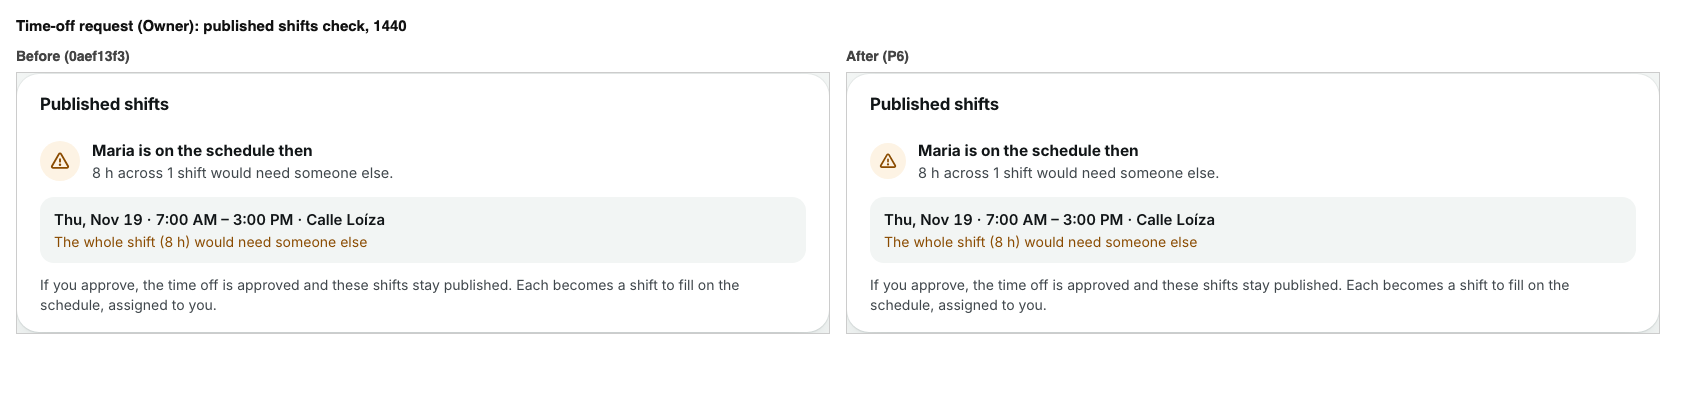 Time-off request (Owner): published shifts check, 1440
Before (0aef13f3)
Published shifts
Maria is on the schedule then
8 h across 1 shift would need someone else.
Thu, Nov 19 · 7:00 AM – 3:00 PM · Calle Loíza
The whole shift (8 h) would need someone else
If you approve, the time off is approved and these shifts stay published. Each becomes a shift to fill on the
schedule, assigned to you.
After (P6)
Published shifts
Maria is on the schedule then
8 h across 1 shift would need someone else.
Thu, Nov 19 · 7:00 AM – 3:00 PM · Calle Loíza
The whole shift (8 h) would need someone else
If you approve, the time off is approved and these shifts stay published. Each becomes a shift to fill on the
schedule, assigned to you.